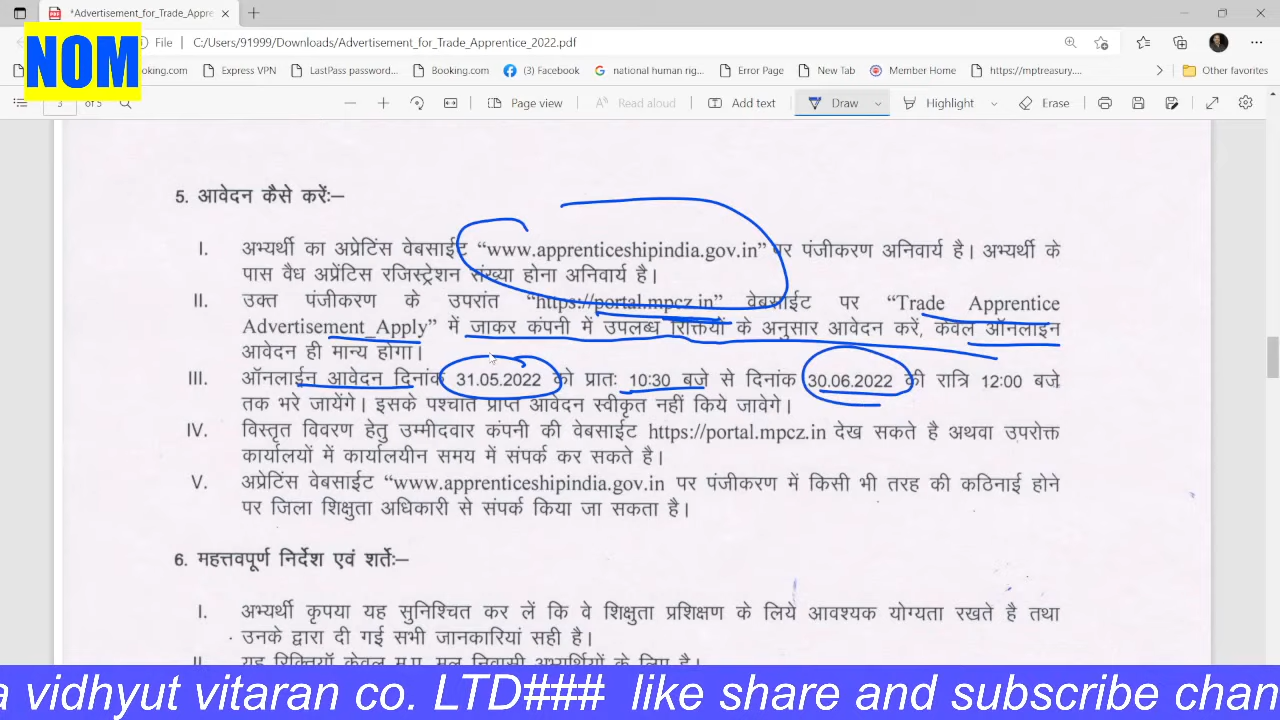 *Advertisement_for_Trade_Appre
NOM
File
C:/Users/91999/Downloads/Advertisement_for_Trade_Apprentice_2022.pdf
ooking.com
Express VPN
LastPass password...
Booking.com
(3) Facebook
national human rig...
Error Page
New Tab
Member Home
https://mptreasury....
Other favorites
3 of 5
Page view
Read aloud
Add text
Draw
Highlight
Erase
5. आवेदन कैसे करें:–
I. अभ्यर्थी का अप्रेटिंस वेबसाईट “www.apprenticeshipindia.gov.in” पर पंजीकरण अनिवार्य है। अभ्यर्थी के
पास वैध अप्रेंटिस रजिस्ट्रेशन संख्या होना अनिवार्य है।
II. उक्त पंजीकरण के उपरांत “https://portal.mpcz.in” वेबसाईट पर “Trade Apprentice
Advertisement_Apply” में जाकर कंपनी में उपलब्ध रिक्तियों के अनुसार आवेदन करें, केवल ऑनलाइन
आवेदन ही मान्य होगा।
III. ऑनलाईन आवेदन दिनांक 31.05.2022 को प्रातः 10:30 बजे से दिनांक 30.06.2022 की रात्रि 12:00 बजे
तक भरे जायेंगे। इसके पश्चात प्राप्त आवेदन स्वीकृत नहीं किये जावेगे।
IV. विस्तृत विवरण हेतु उम्मीदवार कंपनी की वेबसाईट https://portal.mpcz.in देख सकते है अथवा उपरोक्त
कार्यालयों में कार्यालयीन समय में संपर्क कर सकते है।
V. अप्रेटिंस वेबसाईट “www.apprenticeshipindia.gov.in पर पंजीकरण में किसी भी तरह की कठिनाई होने
पर जिला शिक्षुता अधिकारी से संपर्क किया जा सकता है।
6. महत्तवपूर्ण निर्देश एवं शर्ते:–
I. अभ्यर्थी कृपया यह सुनिश्चित कर लें कि वे शिक्षुता प्रशिक्षण के लिये आवश्यक योग्यता रखते है तथा
उनके द्वारा दी गई सभी जानकारियां सही है।
II. यह रिक्तियॉ केवल म.प्र. मूल निवासी अभ्यर्थियों के लिए है।
a vidhyut vitaran co. LTD### like share and subscribe chan